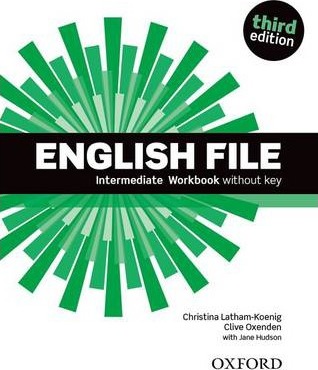 third
edition
ENGLISH FILE
Intermediate Workbook without key
Christina Latham-Koenig
Clive Oxenden
with Jane Hudson
OXFORD